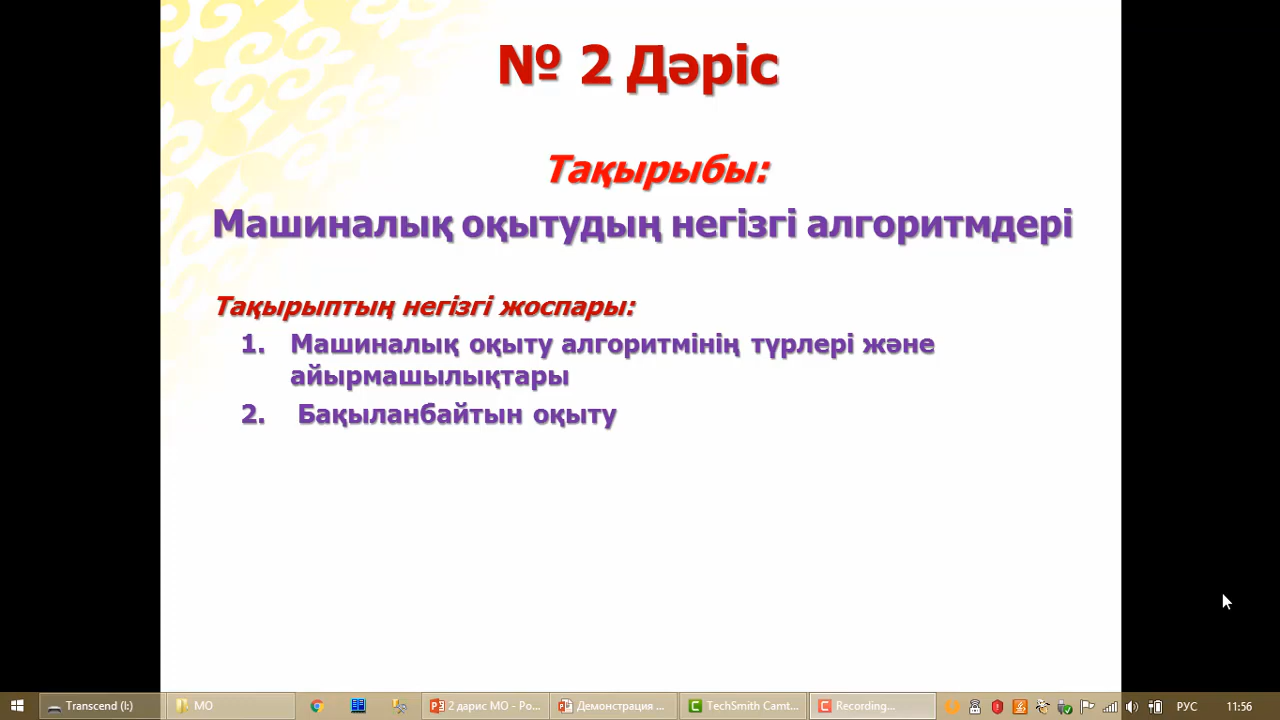 № 2 Дәріс
Тақырыбы:
Машиналық оқытудың негізгі алгоритмдері
Тақырыптың негізгі жоспары:
1. Машиналық оқыту алгоритмінің түрлері және
айырмашылықтары
2. Бақыланбайтын оқыту
Transcend (I:)
МО
2 дарис МО - Po...
Демонстрация ...
TechSmith Camt...
Recording...
РУС
11:56